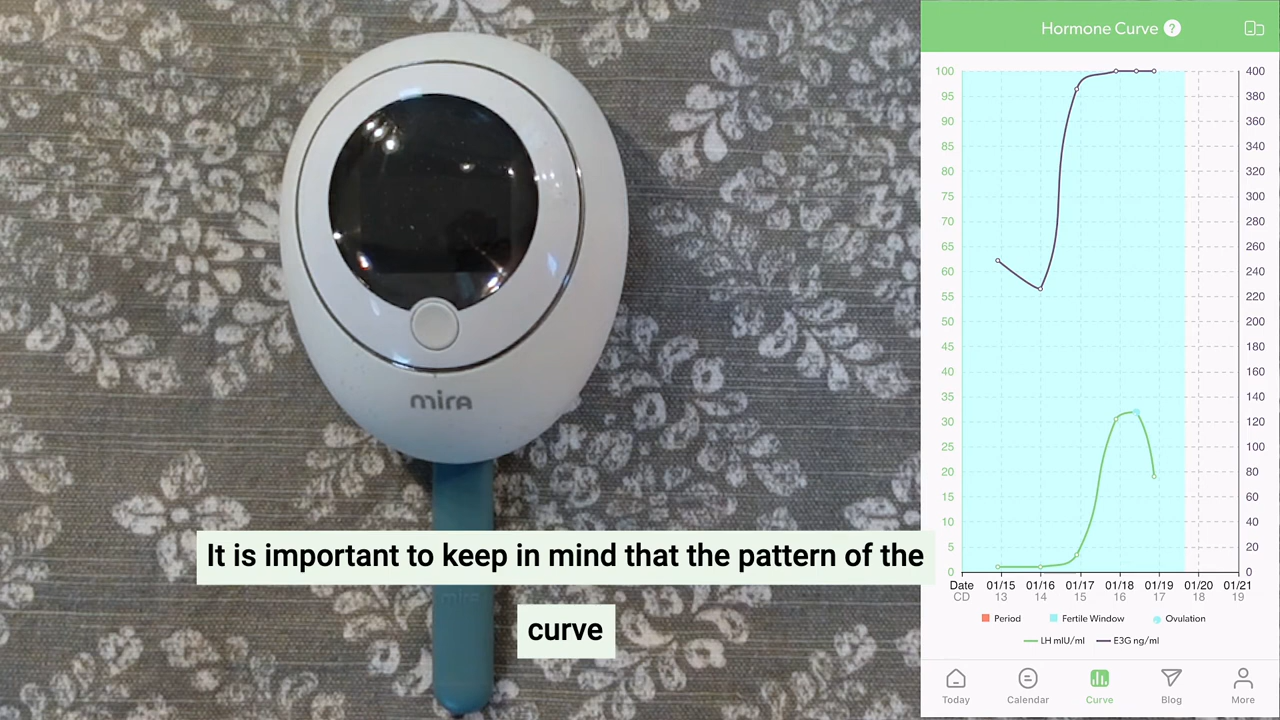 Hormone Curve ?
100 400
95 380
90 360
85 340
80 320
75 300
70 280
65 260
60 240
55 220
50 200
45 180
40 160
35 140
30 120
25 100
20 80
15 60
10 40
5 20
0 0
Date 01/15 01/16 01/17 01/18 01/19 01/20 01/21
CD 13 14 15 16 17 18 19
Period Fertile Window Ovulation
LH mIU/ml E3G ng/ml
Today Calendar Curve Blog More
mira
It is important to keep in mind that the pattern of the
mira
curve